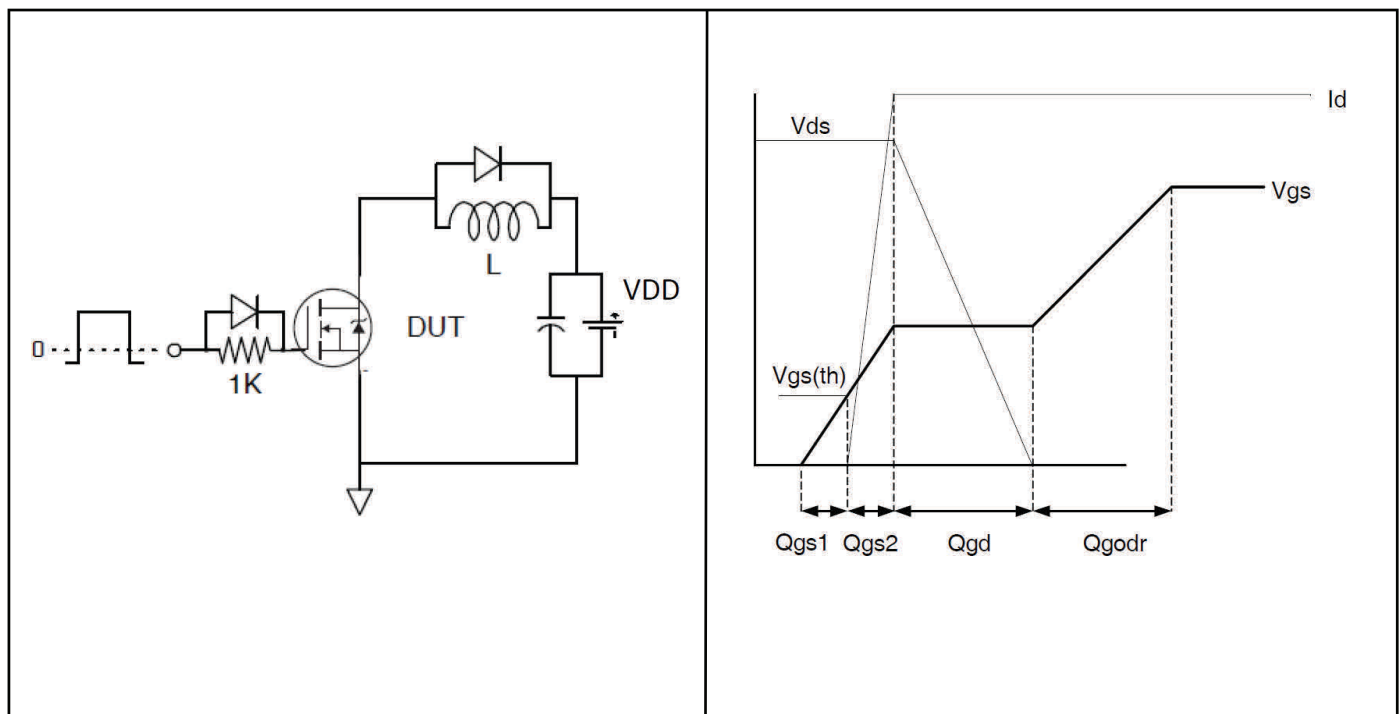 0
1K
DUT
L
VDD
Id
Vds
Vgs
Vgs(th)
Qgs1 Qgs2 Qgd Qgodr